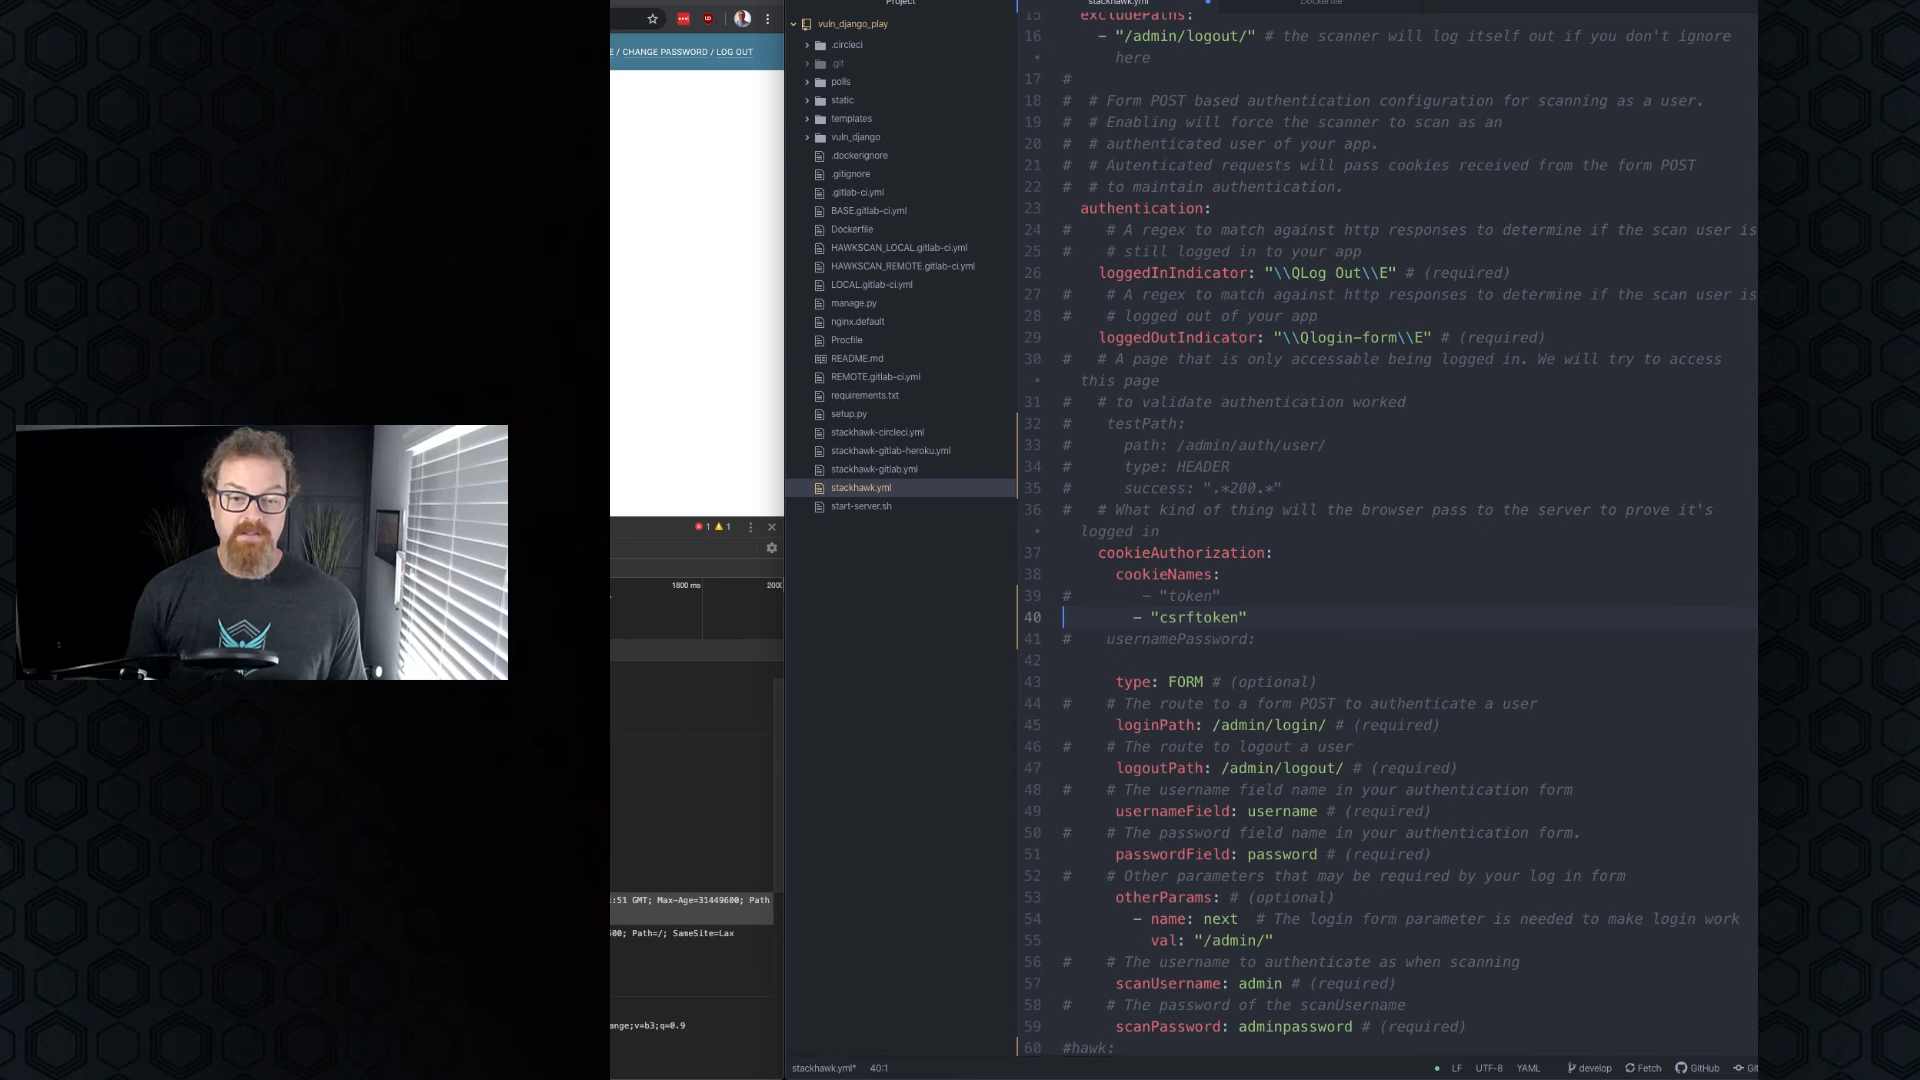 / CHANGE PASSWORD / LOG OUT
1 1
1800 ms
:51 GMT; Max-Age=31449600; Path
Path=/; SameSite=Lax
ange;v=b3;q=0.9
Project
vuln_django_play
.circleci
.git
polls
static
templates
vuln_django
.dockerignore
.gitignore
.gitlab-ci.yml
BASE.gitlab-ci.yml
Dockerfile
HAWKSCAN_LOCAL.gitlab-ci.yml
HAWKSCAN_REMOTE.gitlab-ci.yml
LOCAL.gitlab-ci.yml
manage.py
nginx.default
Procfile
README.md
REMOTE.gitlab-ci.yml
requirements.txt
setup.py
stackhawk-circleci.yml
stackhawk-gitlab-heroku.yml
stackhawk-gitlab.yml
stackhawk.yml
start-server.sh
stackhawk.yml
Dockerfile
15 excludePaths:
16 - "/admin/logout/" # the scanner will log itself out if you don't ignore
• here
17 #
18 # # Form POST based authentication configuration for scanning as a user.
19 # # Enabling will force the scanner to scan as an
20 # # authenticated user of your app.
21 # # Autenticated requests will pass cookies received from the form POST
22 # # to maintain authentication.
23 authentication:
24 # # A regex to match against http responses to determine if the scan user is
25 # # still logged in to your app
26 loggedInIndicator: "\\QLog Out\\E" # (required)
27 # # A regex to match against http responses to determine if the scan user is
28 # # logged out of your app
29 loggedOutIndicator: "\\Qlogin-form\\E" # (required)
30 # # A page that is only accessable being logged in. We will try to access
• this page
31 # # to validate authentication worked
32 # testPath:
33 # path: /admin/auth/user/
34 # type: HEADER
35 # success: ".*200.*"
36 # # What kind of thing will the browser pass to the server to prove it's
• logged in
37 cookieAuthorization:
38 cookieNames:
39 # - "token"
40 - "csrftoken"
41 # usernamePassword:
42
43 type: FORM # (optional)
44 # # The route to a form POST to authenticate a user
45 loginPath: /admin/login/ # (required)
46 # # The route to logout a user
47 logoutPath: /admin/logout/ # (required)
48 # # The username field name in your authentication form
49 usernameField: username # (required)
50 # # The password field name in your authentication form.
51 passwordField: password # (required)
52 # # Other parameters that may be required by your log in form
53 otherParams: # (optional)
54 - name: next # The login form parameter is needed to make login work
55 val: "/admin/"
56 # # The username to authenticate as when scanning
57 scanUsername: admin # (required)
58 # # The password of the scanUsername
59 scanPassword: adminpassword # (required)
60 #hawk:
stackhawk.yml* 40:1
LF UTF-8 YAML develop Fetch GitHub Git